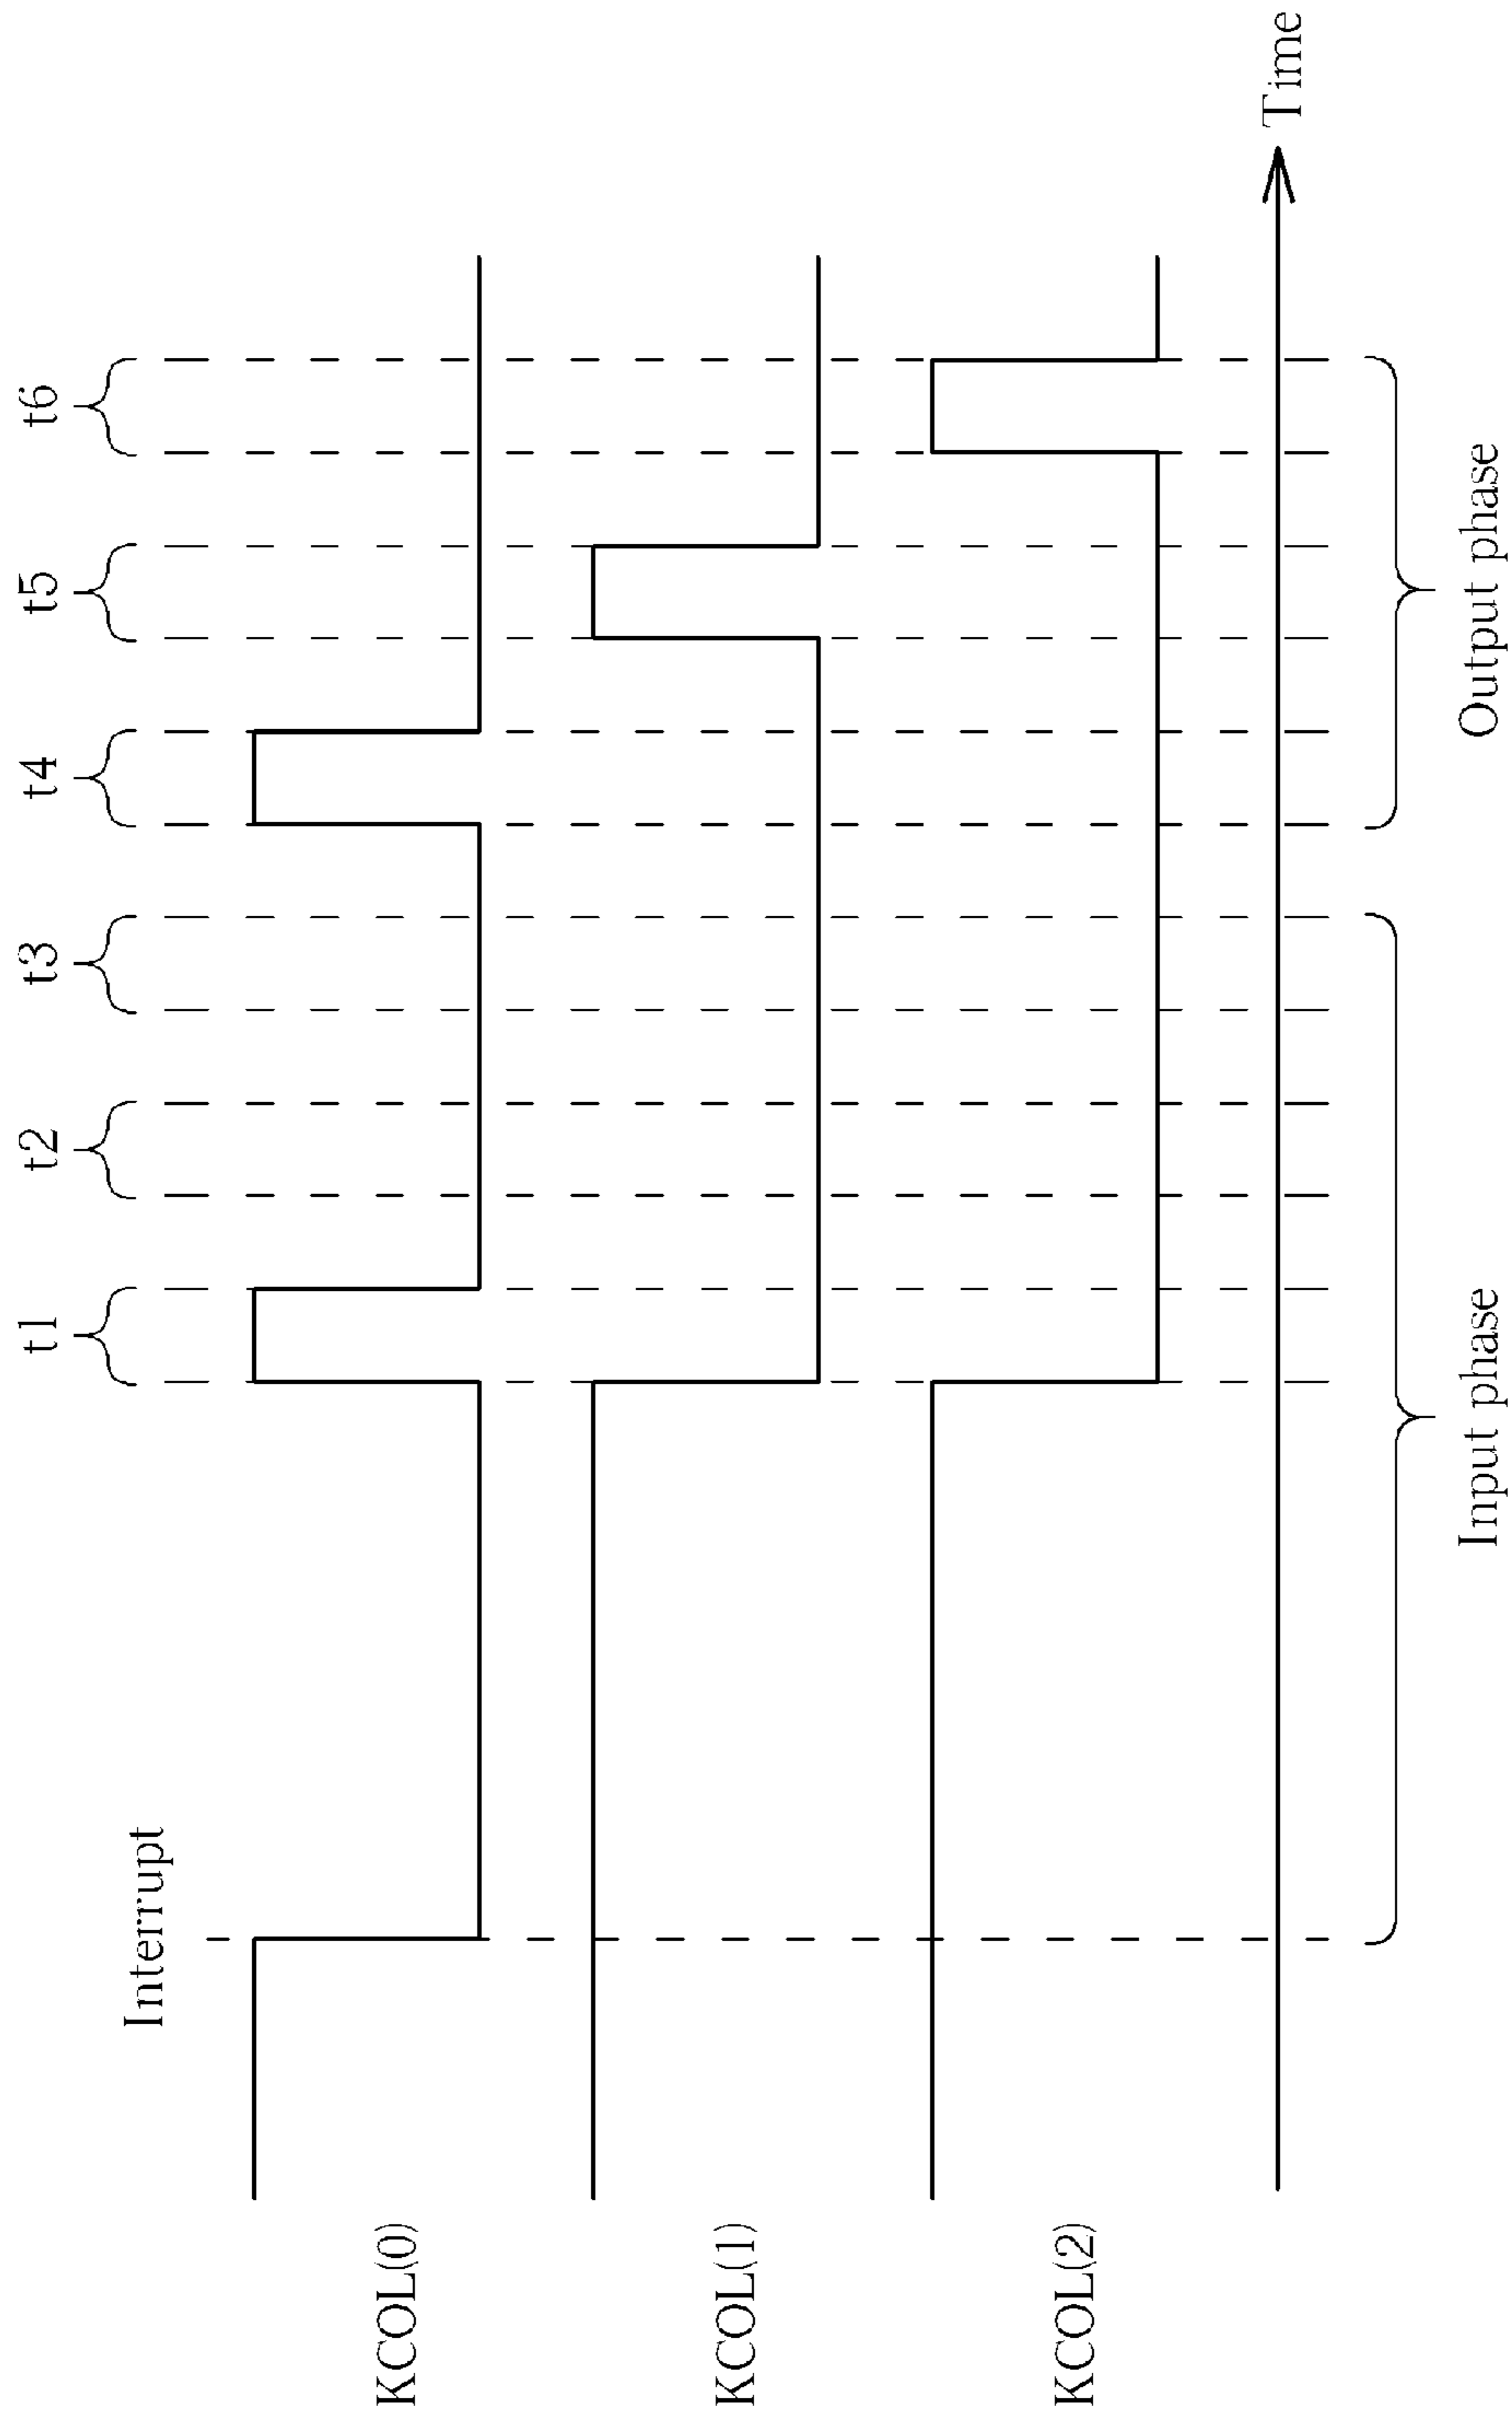 t1
t2
t3
t4
t5
t6
Interrupt
KCOL(0)
KCOL(1)
KCOL(2)
Time
Input phase
Output phase